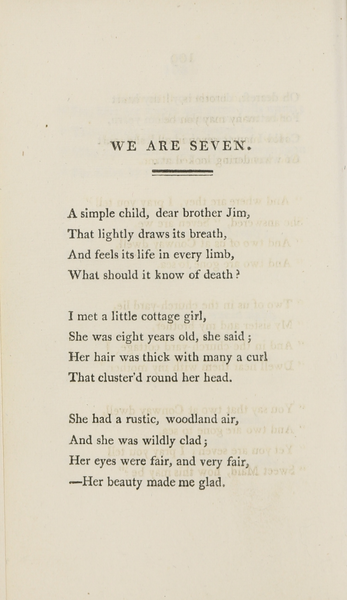 WE ARE SEVEN.
A simple child, dear brother Jim,
That lightly draws its breath,
And feels its life in every limb,
What should it know of death?
I met a little cottage girl,
She was eight years old, she said;
Her hair was thick with many a curl
That cluster'd round her head.
She had a rustic, woodland air,
And she was wildly clad;
Her eyes were fair, and very fair,
—Her beauty made me glad.